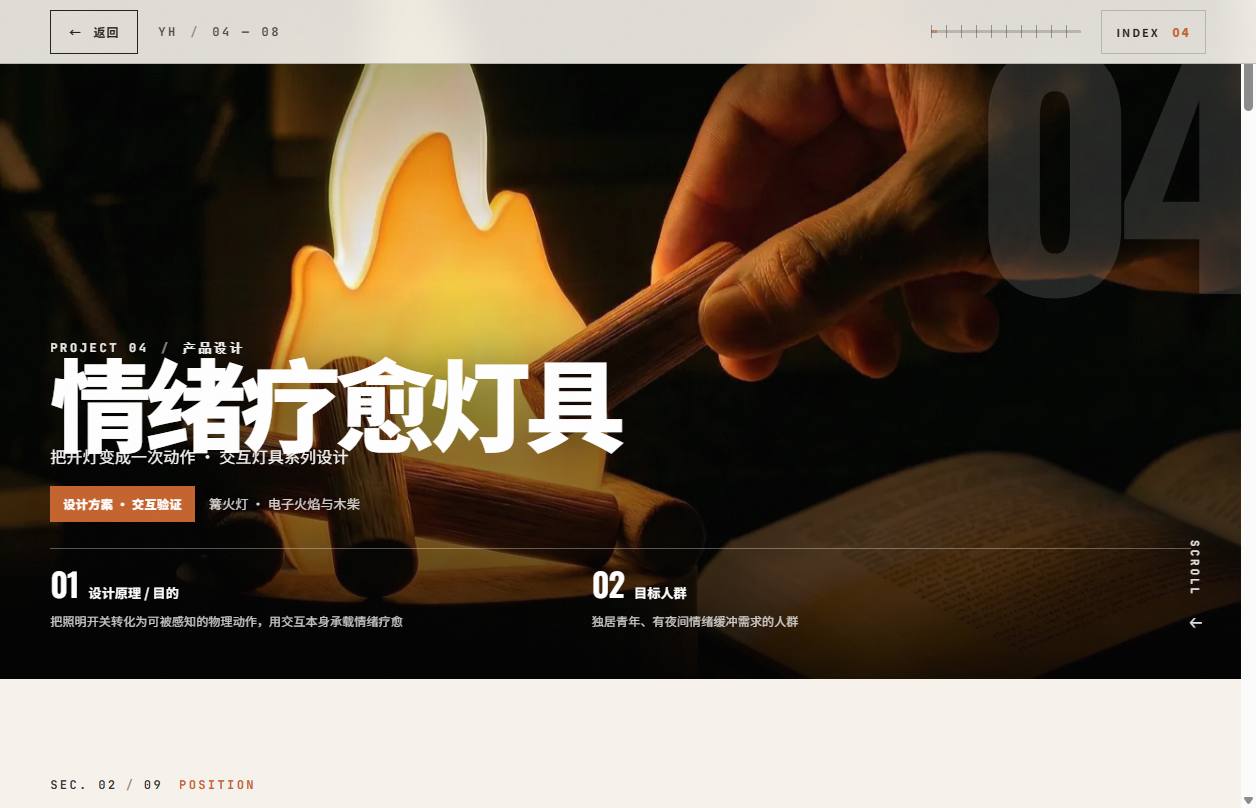 ← 返回
YH / 04 — 08
INDEX 04
04
PROJECT 04 / 产品设计
情绪疗愈灯具
把开灯变成一次动作 · 交互灯具系列设计
设计方案 · 交互验证
篝火灯 · 电子火焰与木柴
01 设计原理 / 目的
把照明开关转化为可被感知的物理动作，用交互本身承载情绪疗愈
02 目标人群
独居青年、有夜间情绪缓冲需求的人群
SCROLL
SEC. 02 / 09 POSITION